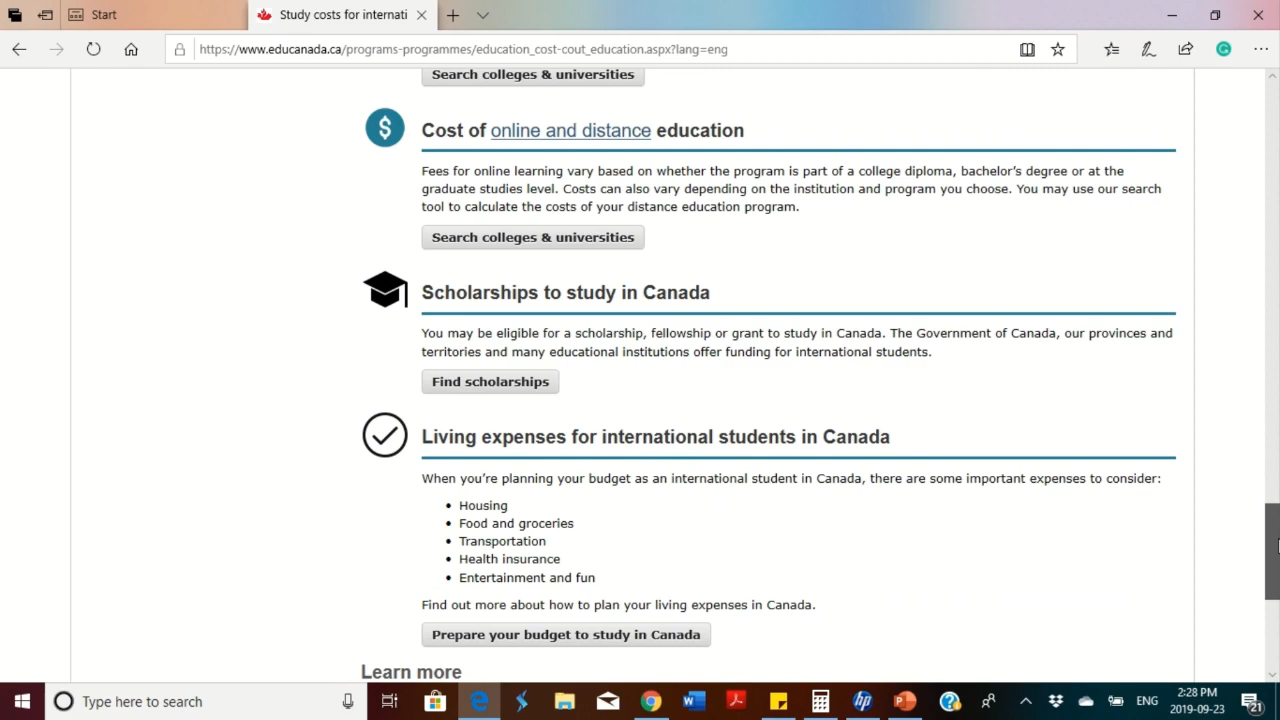 Start
Study costs for internati
https://www.educanada.ca/programs-programmes/education_cost-cout_education.aspx?lang=eng
Search colleges & universities
Cost of online and distance education
Fees for online learning vary based on whether the program is part of a college diploma, bachelor's degree or at the
graduate studies level. Costs can also vary depending on the institution and program you choose. You may use our search
tool to calculate the costs of your distance education program.
Search colleges & universities
Scholarships to study in Canada
You may be eligible for a scholarship, fellowship or grant to study in Canada. The Government of Canada, our provinces and
territories and many educational institutions offer funding for international students.
Find scholarships
Living expenses for international students in Canada
When you're planning your budget as an international student in Canada, there are some important expenses to consider:
• Housing
• Food and groceries
• Transportation
• Health insurance
• Entertainment and fun
Find out more about how to plan your living expenses in Canada.
Prepare your budget to study in Canada
Learn more
Type here to search
ENG
2:28 PM
2019-09-23
21